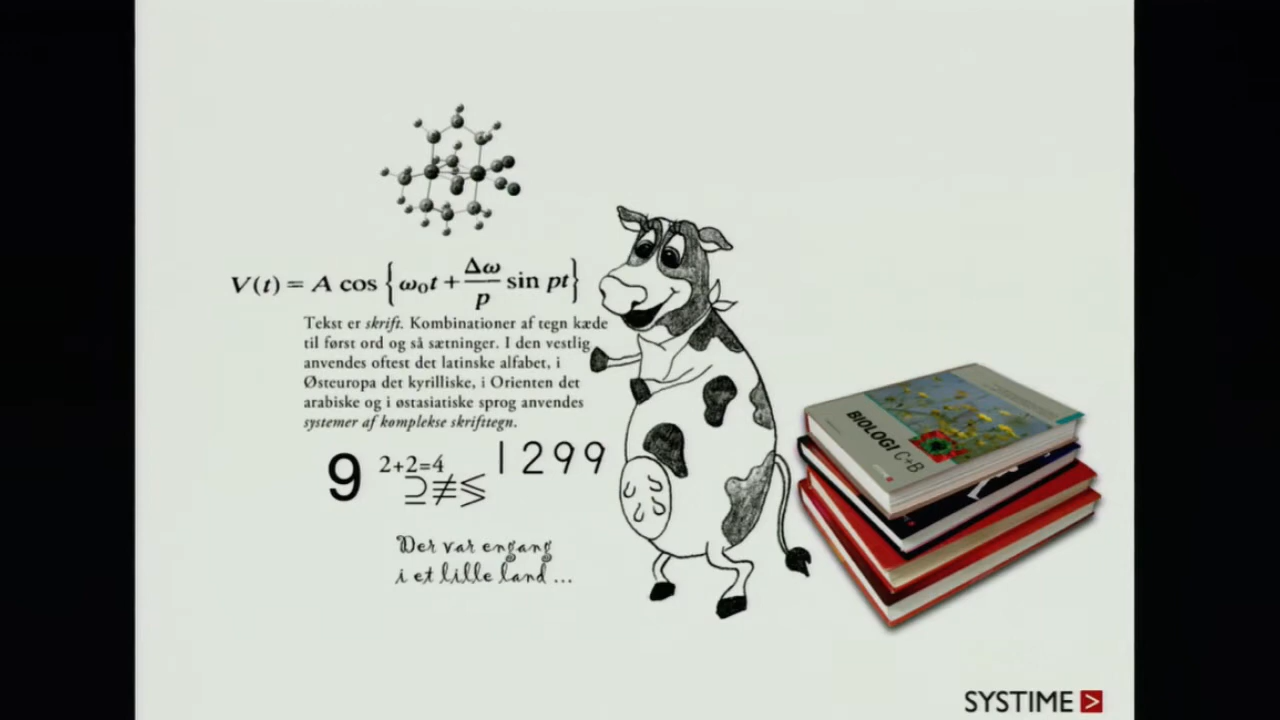 V(t) = A cos {ω₀t + Δω/p sin pt}
Tekst er skrift. Kombinationer af tegn kæde
til først ord og så sætninger. I den vestlig
anvendes oftest det latinske alfabet, i
Østeuropa det kyrilliske, i Orienten det
arabiske og i østasiatiske sprog anvendes
systemer af komplekse skrifttegn.
9 2+2=4 1299
⊇≢≶
Der var engang
i et lille land ...
BIOLOGI C+B
SYSTIME >